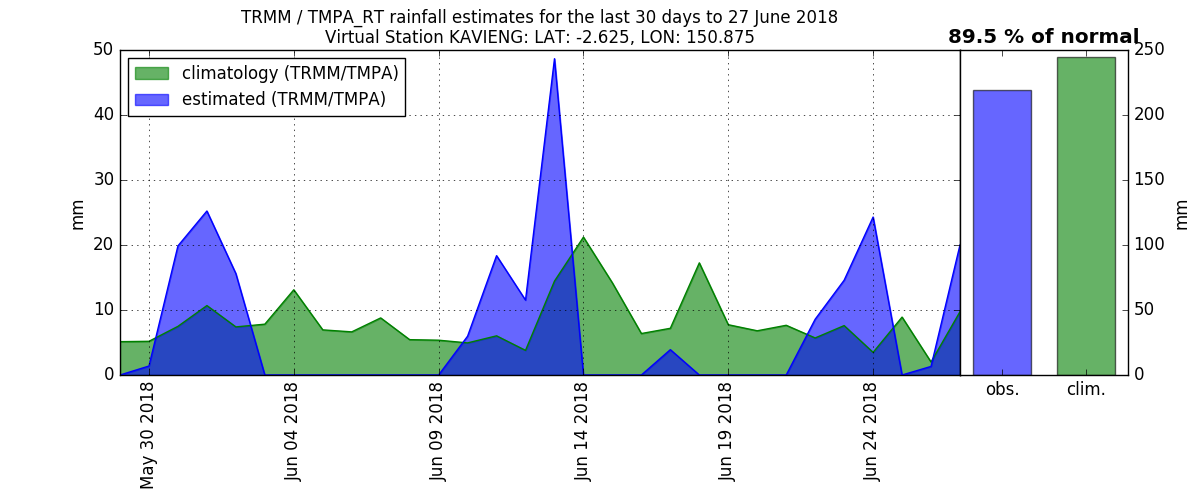 TRMM / TMPA_RT rainfall estimates for the last 30 days to 27 June 2018
Virtual Station KAVIENG: LAT: -2.625, LON: 150.875
89.5 % of normal
climatology (TRMM/TMPA)
estimated (TRMM/TMPA)
50
40
30
20
10
0
mm
250
200
150
100
50
0
mm
May 30 2018
Jun 04 2018
Jun 09 2018
Jun 14 2018
Jun 19 2018
Jun 24 2018
obs.
clim.